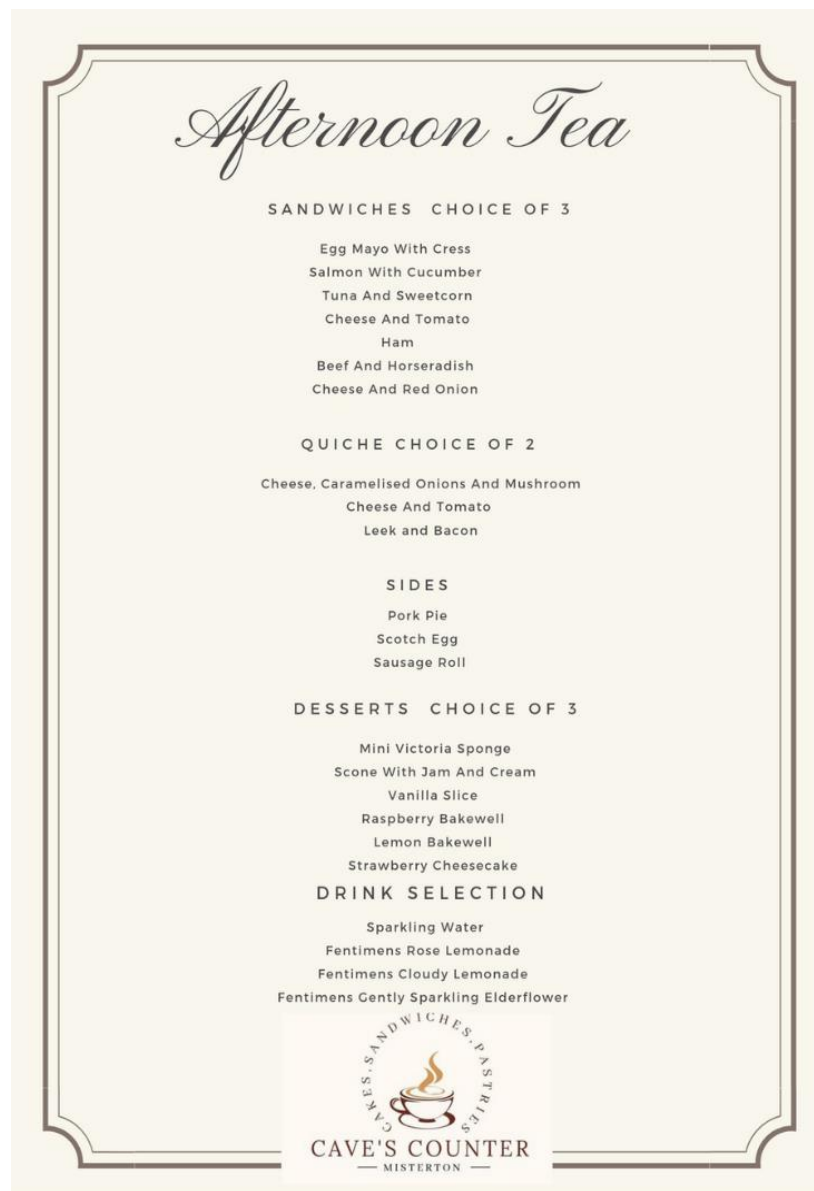 Afternoon Tea
SANDWICHES CHOICE OF 3
Egg Mayo With Cress
Salmon With Cucumber
Tuna And Sweetcorn
Cheese And Tomato
Ham
Beef And Horseradish
Cheese And Red Onion
QUICHE CHOICE OF 2
Cheese, Caramelised Onions And Mushroom
Cheese And Tomato
Leek and Bacon
SIDES
Pork Pie
Scotch Egg
Sausage Roll
DESSERTS CHOICE OF 3
Mini Victoria Sponge
Scone With Jam And Cream
Vanilla Slice
Raspberry Bakewell
Lemon Bakewell
Strawberry Cheesecake
DRINK SELECTION
Sparkling Water
Fentimens Rose Lemonade
Fentimens Cloudy Lemonade
Fentimens Gently Sparkling Elderflower
CAKES, SANDWICHES, PASTRIES
CAVE'S COUNTER
MISTERTON